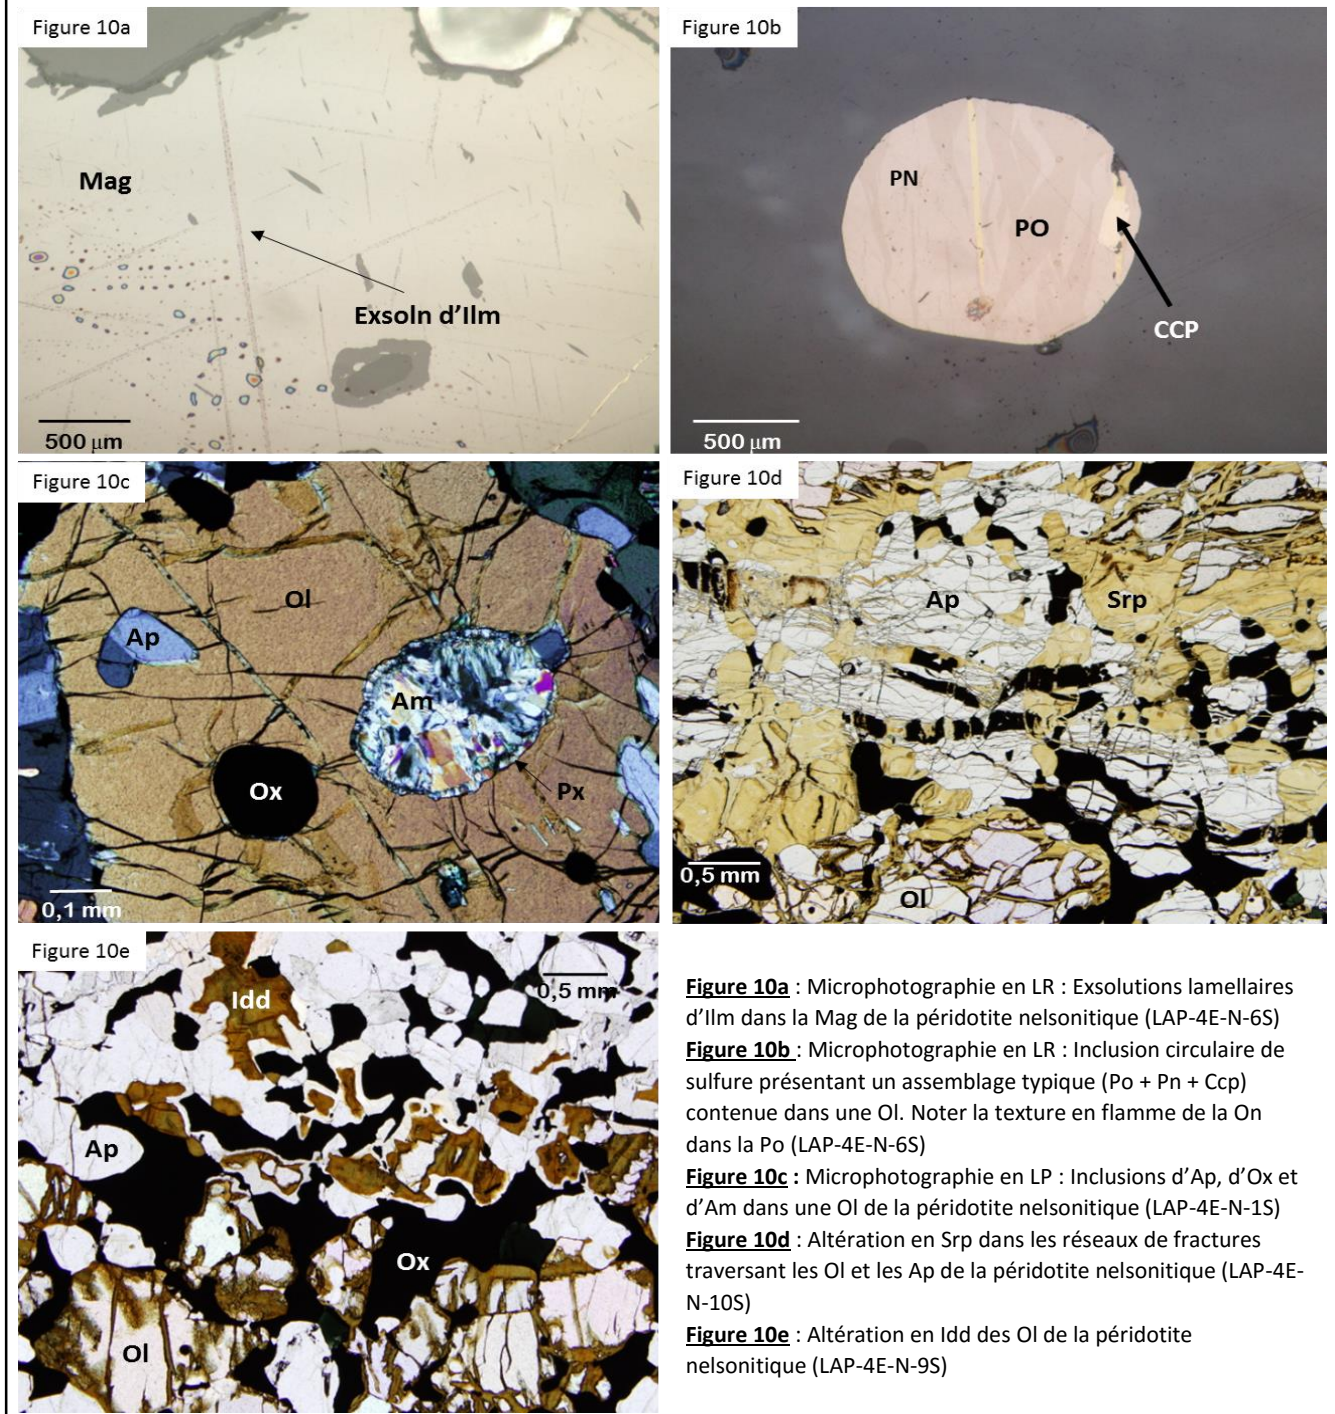 Figure 10a
Mag
Exsoln d'Ilm
500 µm
Figure 10b
PN
PO
CCP
500 µm
Figure 10c
Ol
Ap
Am
Ox
Px
0,1 mm
Figure 10d
Ap
Srp
0,5 mm
Ol
Figure 10e
Idd
0,5 mm
Ap
Ox
Ol
Figure 10a : Microphotographie en LR : Exsolutions lamellaires
d'Ilm dans la Mag de la péridotite nelsonitique (LAP-4E-N-6S)
Figure 10b : Microphotographie en LR : Inclusion circulaire de
sulfure présentant un assemblage typique (Po + Pn + Ccp)
contenue dans une Ol. Noter la texture en flamme de la On
dans la Po (LAP-4E-N-6S)
Figure 10c : Microphotographie en LP : Inclusions d'Ap, d'Ox et
d'Am dans une Ol de la péridotite nelsonitique (LAP-4E-N-1S)
Figure 10d : Altération en Srp dans les réseaux de fractures
traversant les Ol et les Ap de la péridotite nelsonitique (LAP-4E-
N-10S)
Figure 10e : Altération en Idd des Ol de la péridotite
nelsonitique (LAP-4E-N-9S)